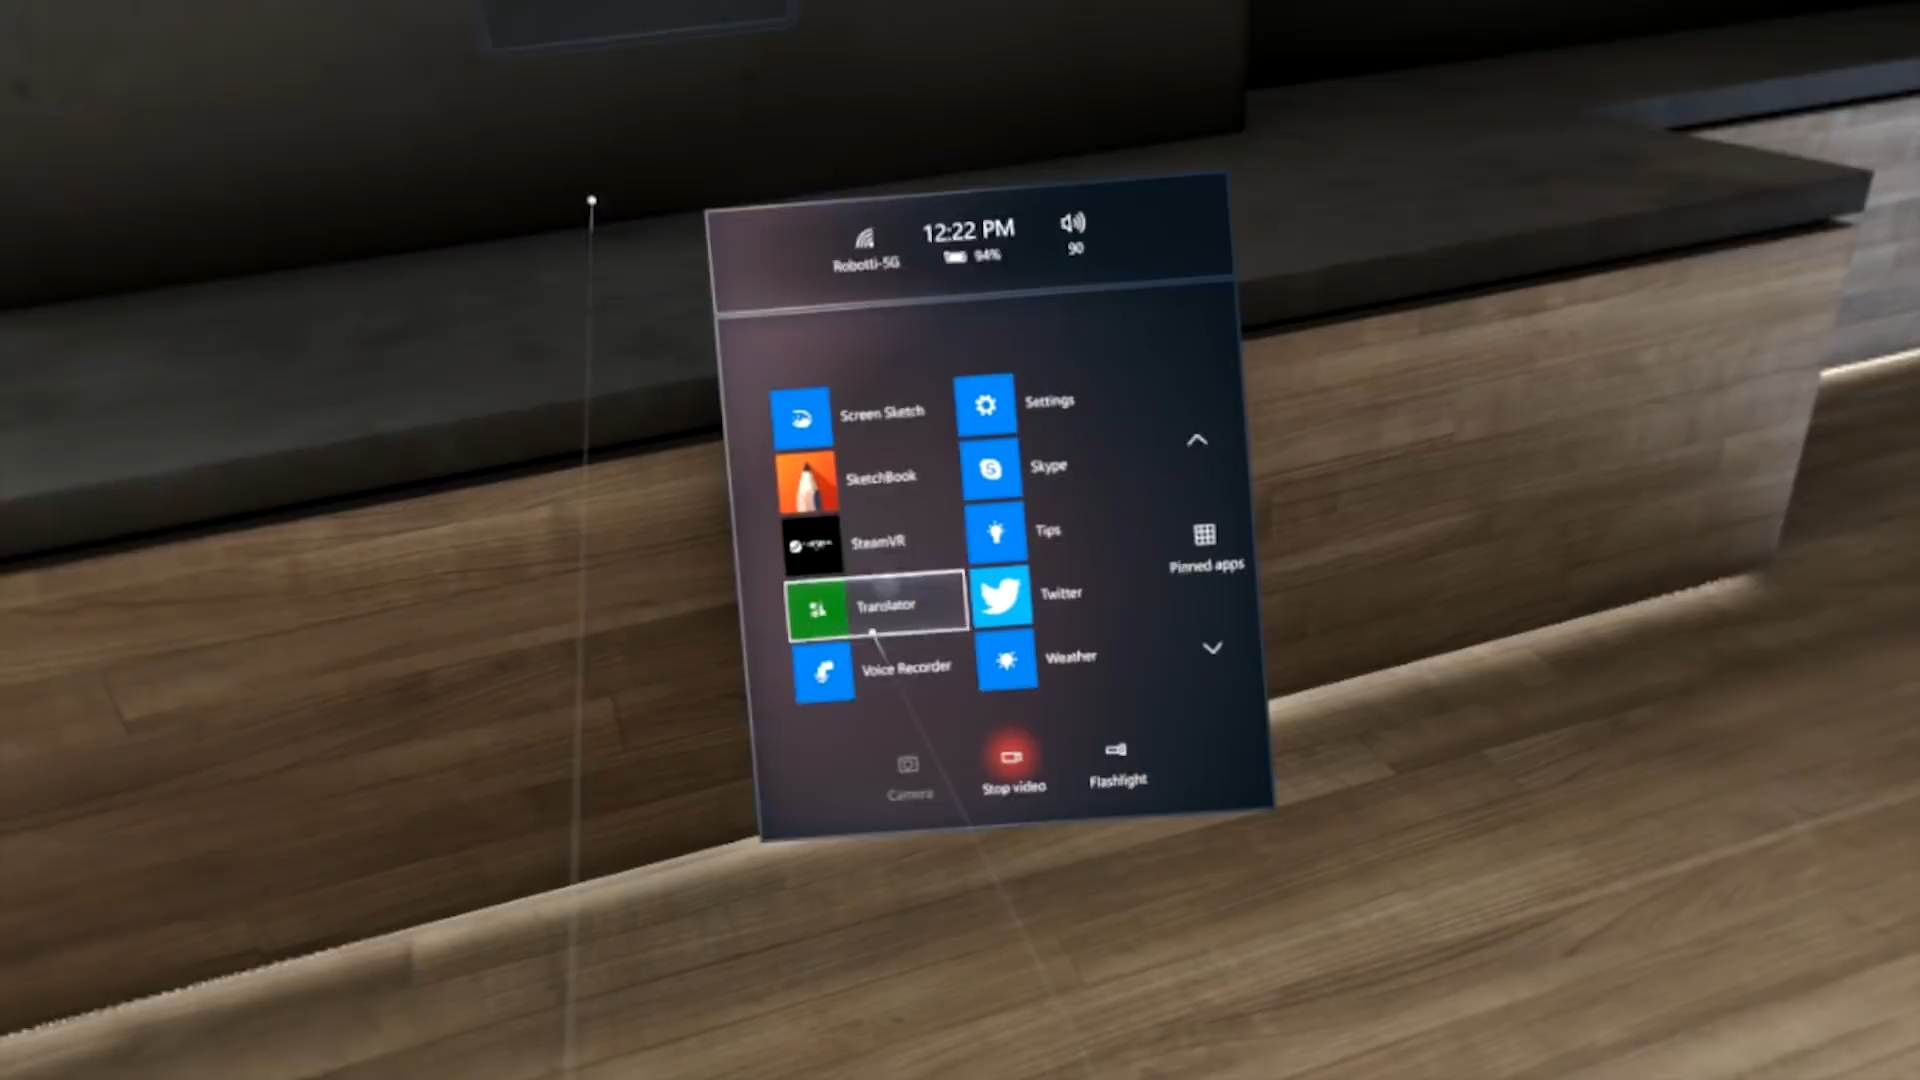 12:22 PM
Robotti-5G
94%
90
Screen Sketch
Settings
SketchBook
Skype
SteamVR
Tips
Translator
Twitter
Voice Recorder
Weather
Pinned apps
Camera
Stop video
Flashlight